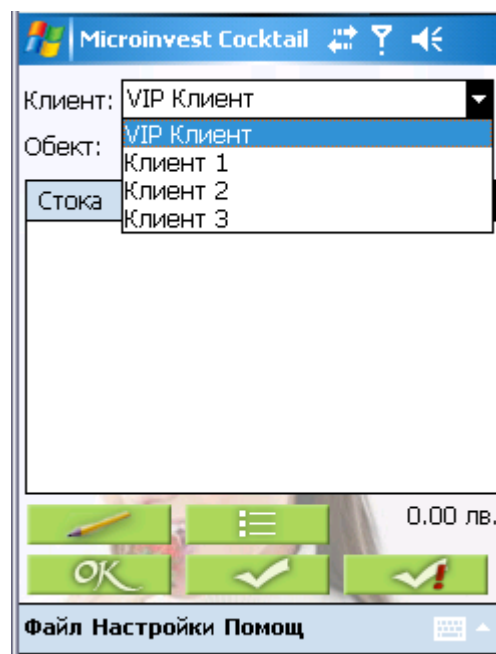 Microinvest Cocktail
Клиент: VIP Клиент
VIP Клиент
Обект:
Клиент 1
Клиент 2
Клиент 3
Стока
0.00 лв.
OK
Файл Настройки Помощ